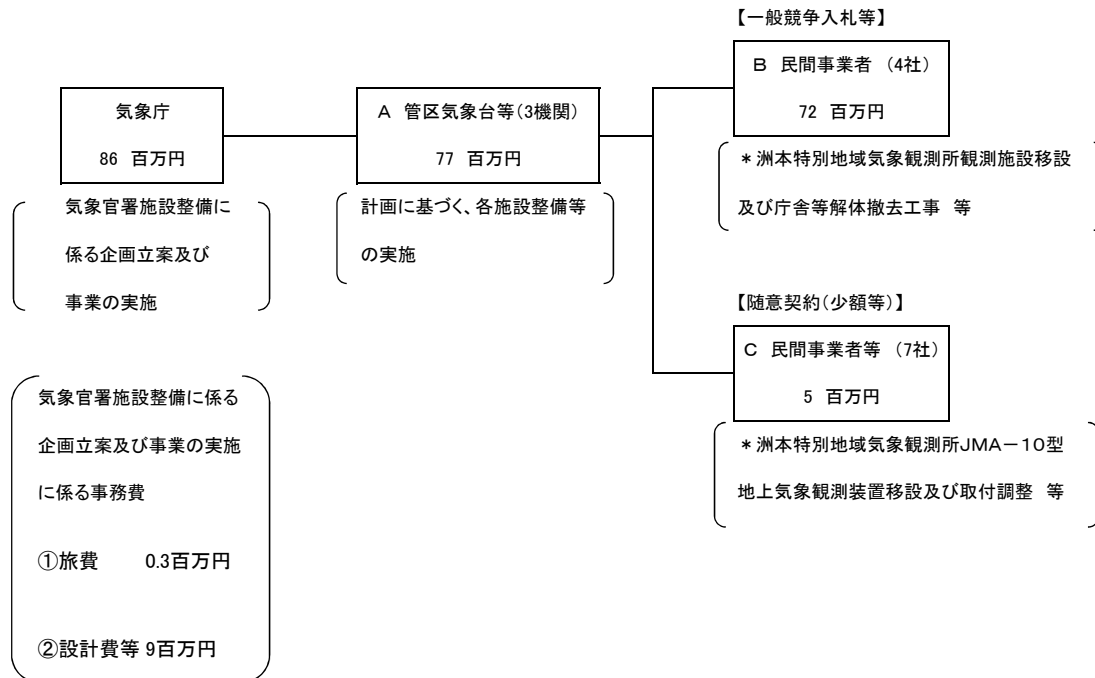 気象庁
86 百万円
気象官署施設整備に
係る企画立案及び
事業の実施
A 管区気象台等(3機関)
77 百万円
計画に基づく、各施設整備等
の実施
【一般競争入札等】
B 民間事業者 (4社)
72 百万円
*洲本特別地域気象観測所観測施設移設
及び庁舎等解体撤去工事 等
【随意契約(少額等)】
C 民間事業者等 (7社)
5 百万円
*洲本特別地域気象観測所JMA-10型
地上気象観測装置移設及び取付調整 等
気象官署施設整備に係る
企画立案及び事業の実施
に係る事務費
①旅費 0.3百万円
②設計費等 9百万円